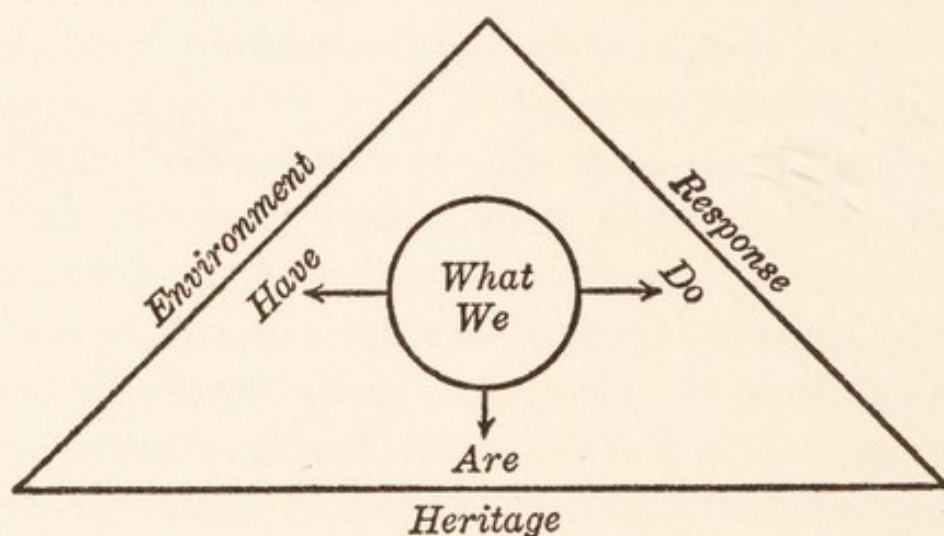 Environment
Response
Have
What
We
Do
Are
Heritage